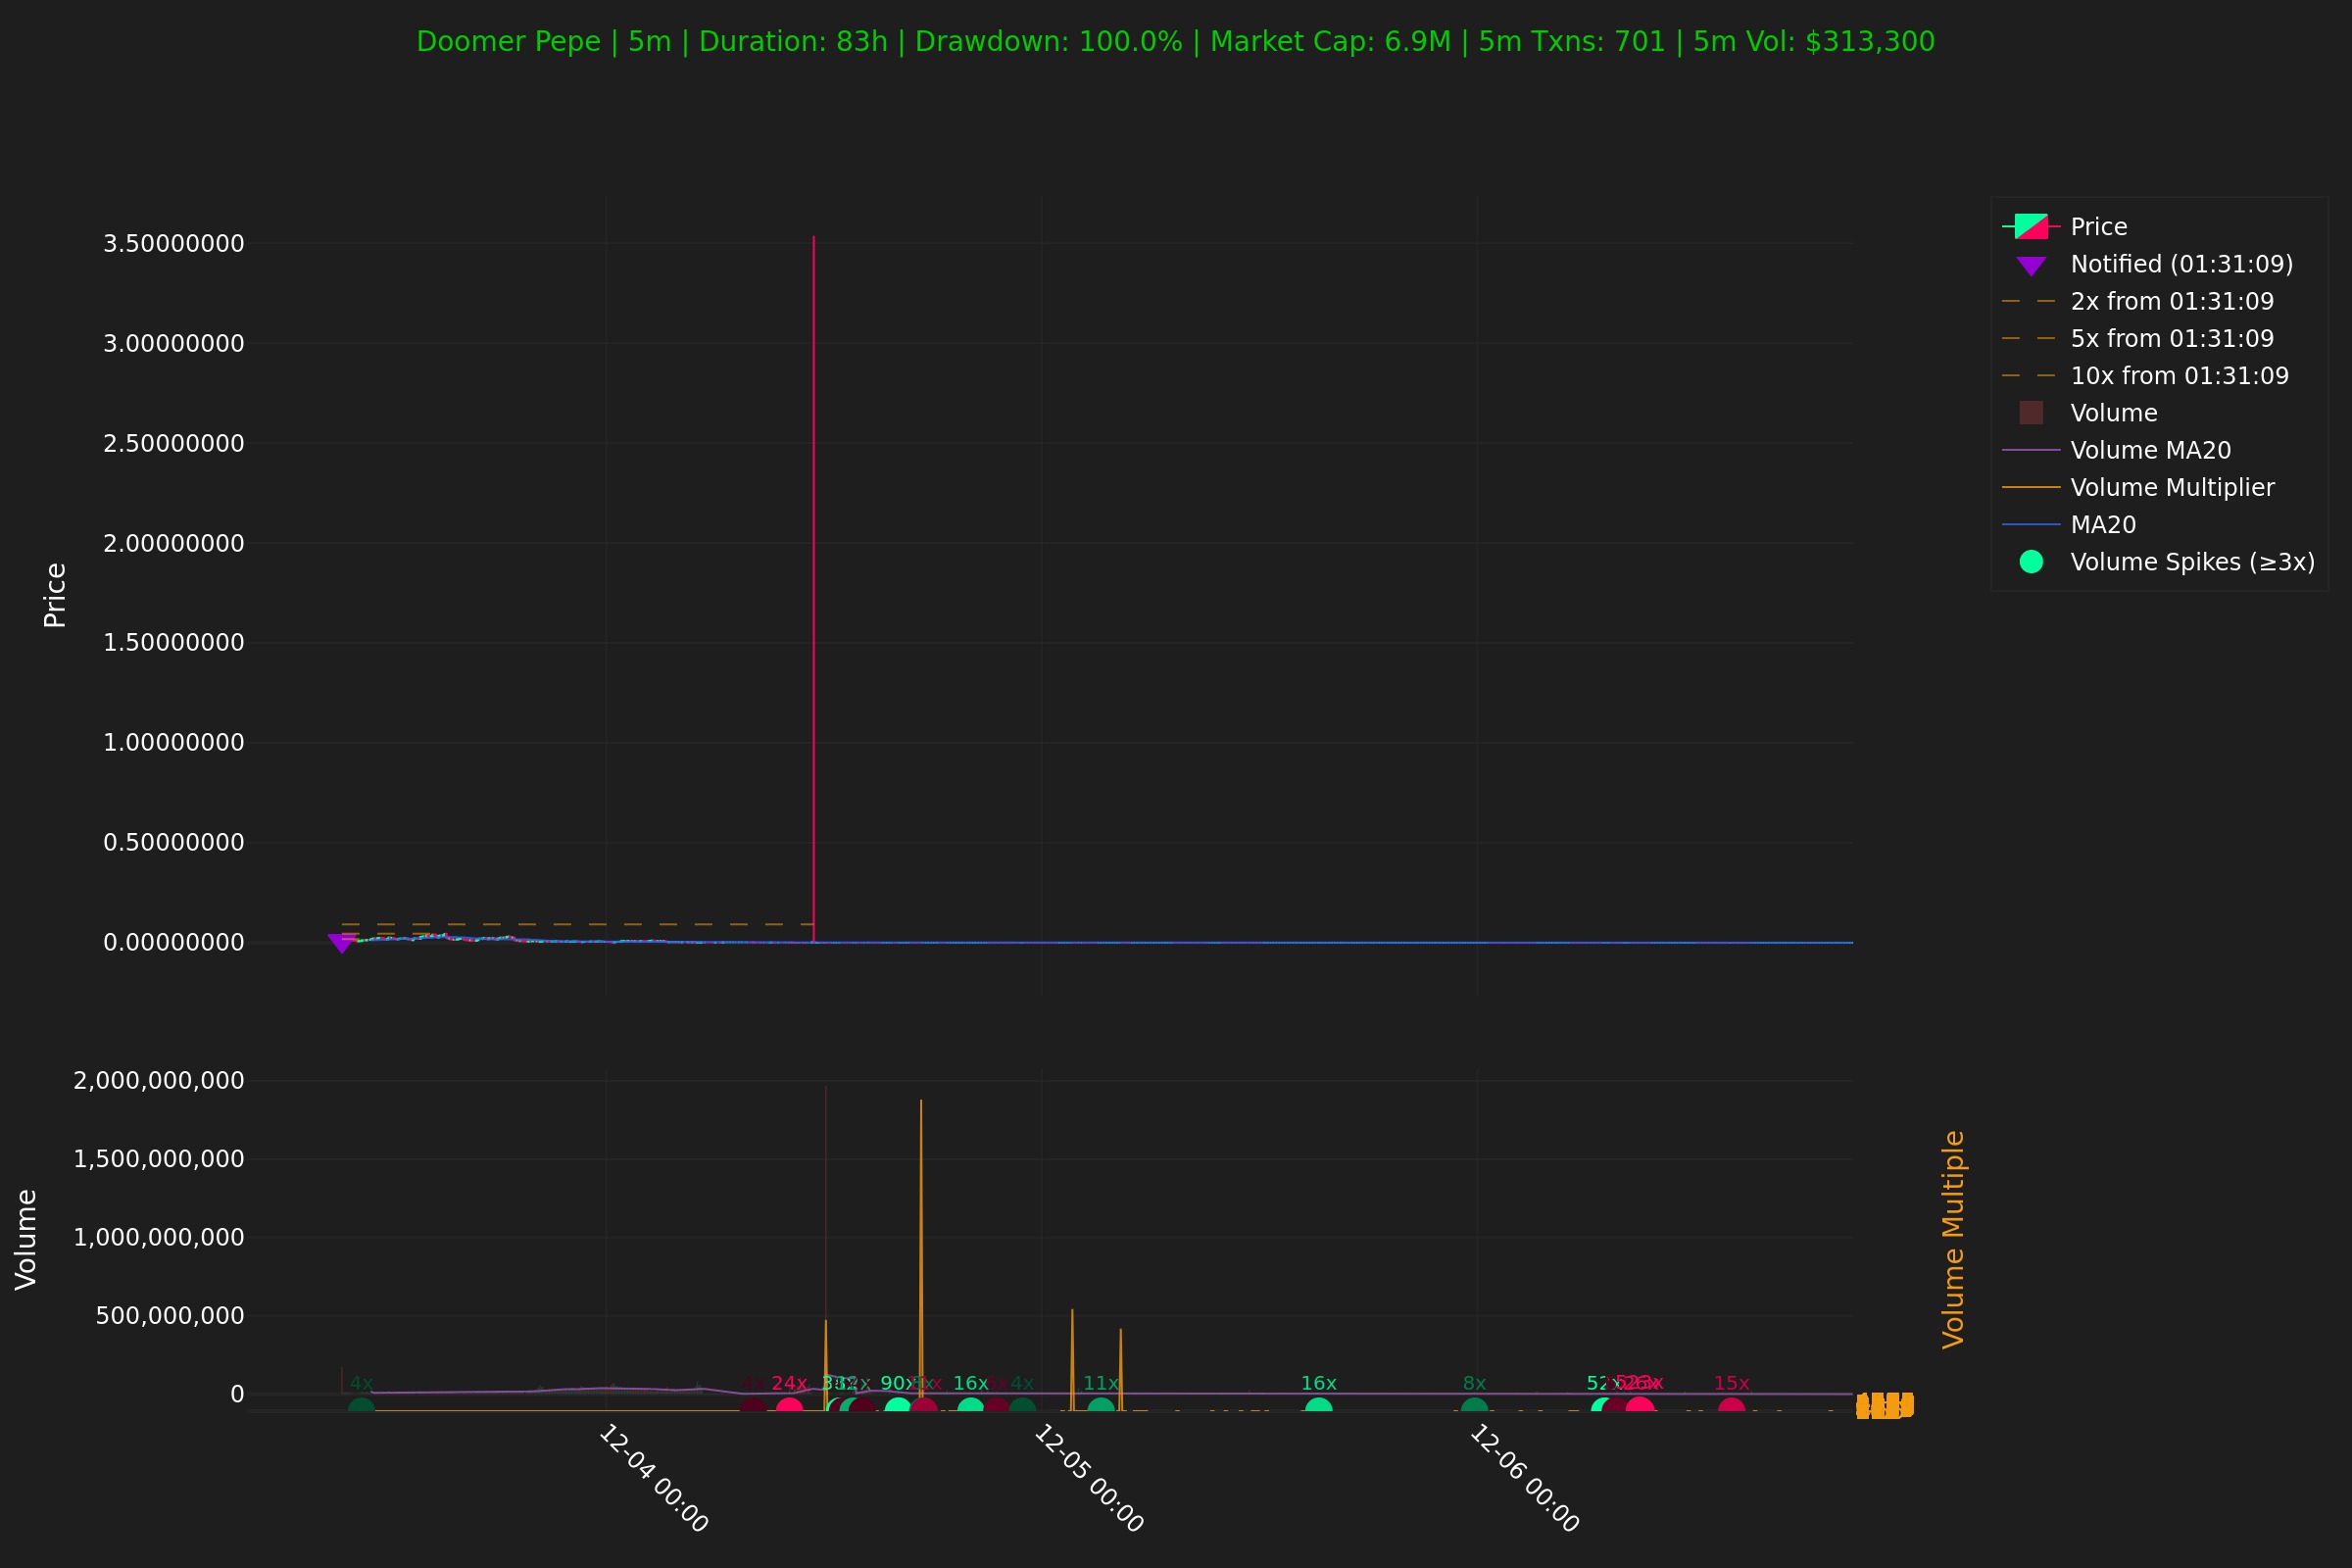 Doomer Pepe | 5m | Duration: 83h | Drawdown: 100.0% | Market Cap: 6.9M | 5m Txns: 701 | 5m Vol: $313,300
Price
3.50000000
3.00000000
2.50000000
2.00000000
1.50000000
1.00000000
0.50000000
0.00000000
Price
Notified (01:31:09)
2x from 01:31:09
5x from 01:31:09
10x from 01:31:09
Volume
Volume MA20
Volume Multiplier
MA20
Volume Spikes (≥3x)
Volume
2,000,000,000
1,500,000,000
1,000,000,000
500,000,000
0
Volume Multiple
4x
24x
90x
16x
4x
11x
16x
8x
15x
12-04 00:00
12-05 00:00
12-06 00:00